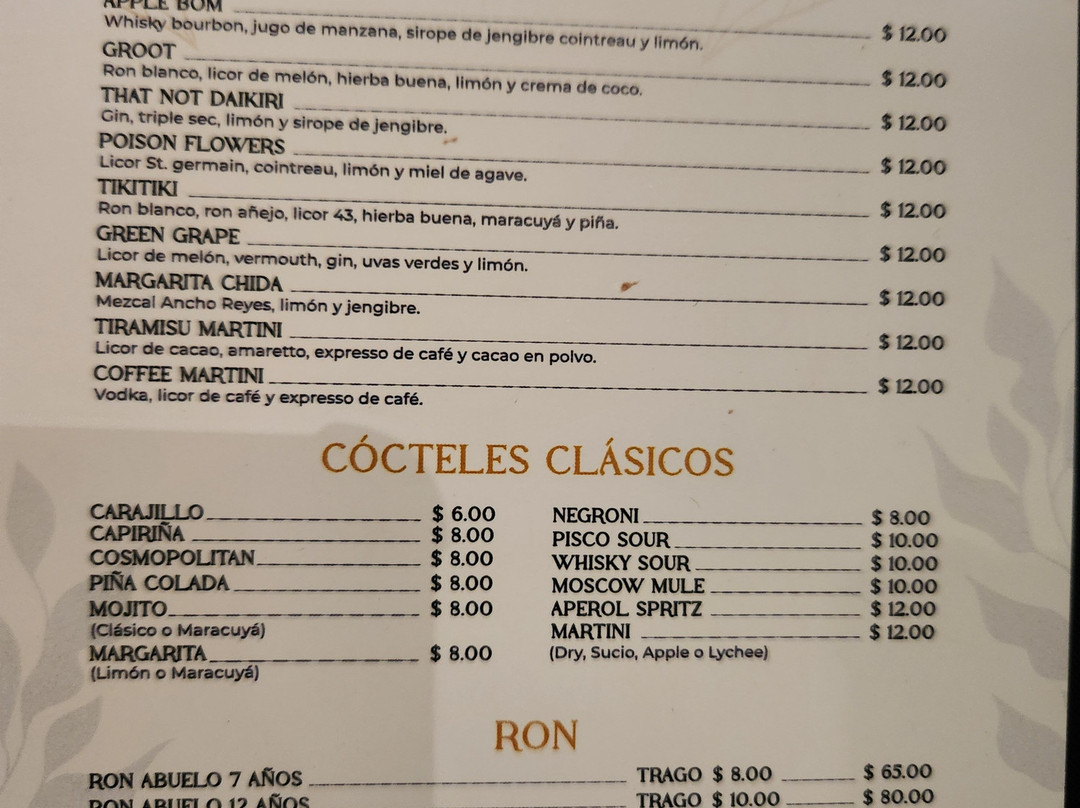 APPLE BOM $ 12.00
Whisky bourbon, jugo de manzana, sirope de jengibre cointreau y limón.
GROOT $ 12.00
Ron blanco, licor de melón, hierba buena, limón y crema de coco.
THAT NOT DAIKIRI $ 12.00
Gin, triple sec, limón y sirope de jengibre.
POISON FLOWERS $ 12.00
Licor St. germain, cointreau, limón y miel de agave.
TIKITIKI $ 12.00
Ron blanco, ron añejo, licor 43, hierba buena, maracuyá y piña.
GREEN GRAPE $ 12.00
Licor de melón, vermouth, gin, uvas verdes y limón.
MARGARITA CHIDA $ 12.00
Mezcal Ancho Reyes, limón y jengibre.
TIRAMISU MARTINI $ 12.00
Licor de cacao, amaretto, expresso de café y cacao en polvo.
COFFEE MARTINI $ 12.00
Vodka, licor de café y expresso de café.
CÓCTELES CLÁSICOS
CARAJILLO $ 6.00
CAPIRIÑA $ 8.00
COSMOPOLITAN $ 8.00
PIÑA COLADA $ 8.00
MOJITO $ 8.00
(Clásico o Maracuyá)
MARGARITA $ 8.00
(Limón o Maracuyá)
NEGRONI $ 8.00
PISCO SOUR $ 10.00
WHISKY SOUR $ 10.00
MOSCOW MULE $ 10.00
APEROL SPRITZ $ 12.00
MARTINI $ 12.00
(Dry, Sucio, Apple o Lychee)
RON
RON ABUELO 7 AÑOS TRAGO $ 8.00 $ 65.00
RON ABUELO 12 AÑOS TRAGO $ 10.00 $ 80.00